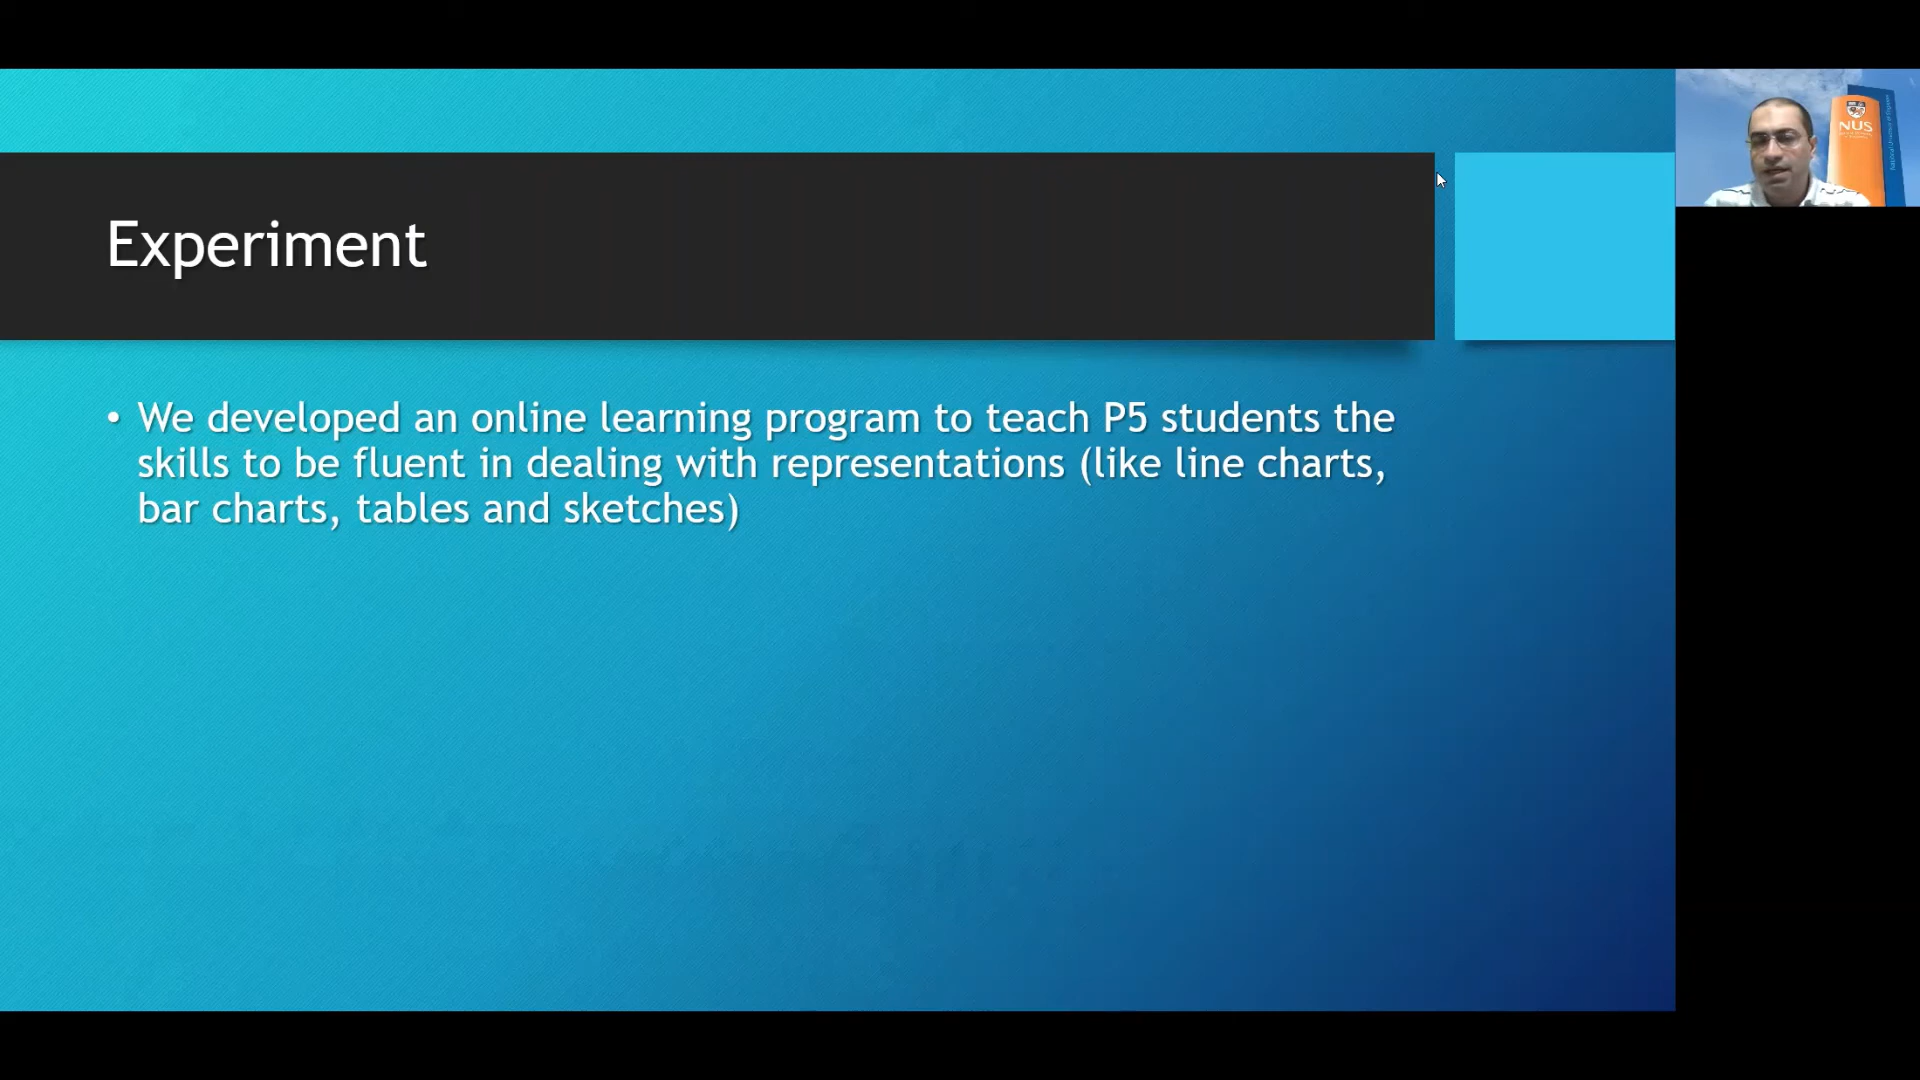 Experiment
• We developed an online learning program to teach P5 students the
skills to be fluent in dealing with representations (like line charts,
bar charts, tables and sketches)
NUS